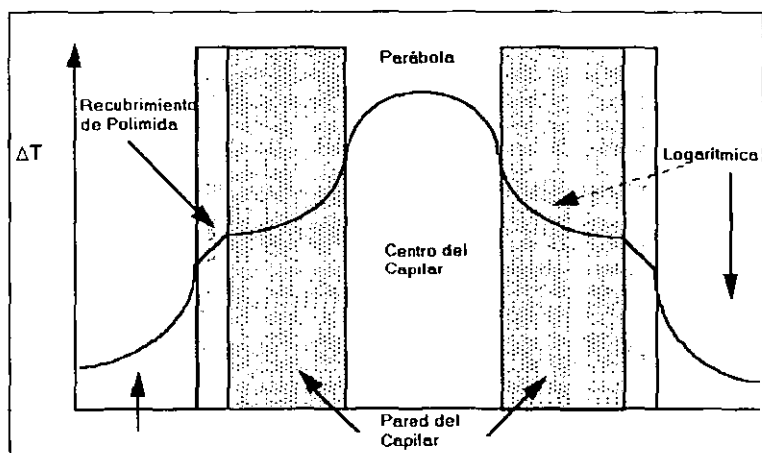 Parábola
Recubrimiento
de Polimida
ΔT
Logarítmica
Centro del
Capilar
Pared del
Capilar